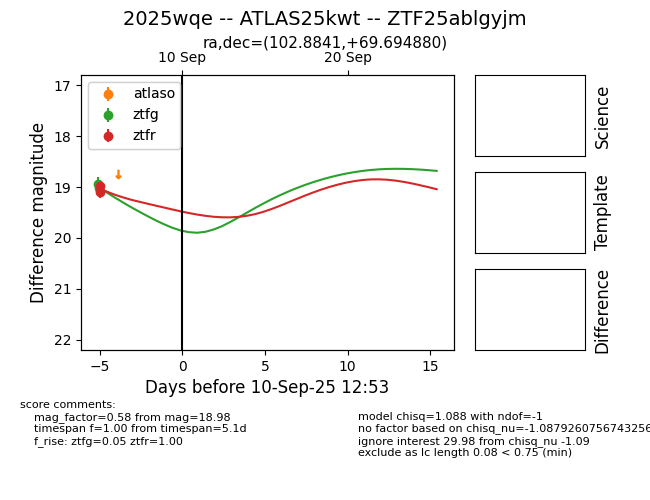 2025wqe -- ATLAS25kwt -- ZTF25ablgyjm
ra,dec=(102.8841,+69.694880)
10 Sep
20 Sep
atlaso
ztfg
ztfr
17
18
19
20
21
22
Difference magnitude
−5
0
5
10
15
Days before 10-Sep-25 12:53
Science
Template
Difference
score comments:
mag_factor=0.58 from mag=18.98
timespan f=1.00 from timespan=5.1d
f_rise: ztfg=0.05 ztfr=1.00
model chisq=1.088 with ndof=-1
no factor based on chisq_nu=-1.0879260756743256
ignore interest 29.98 from chisq_nu -1.09
exclude as lc length 0.08 < 0.75 (min)